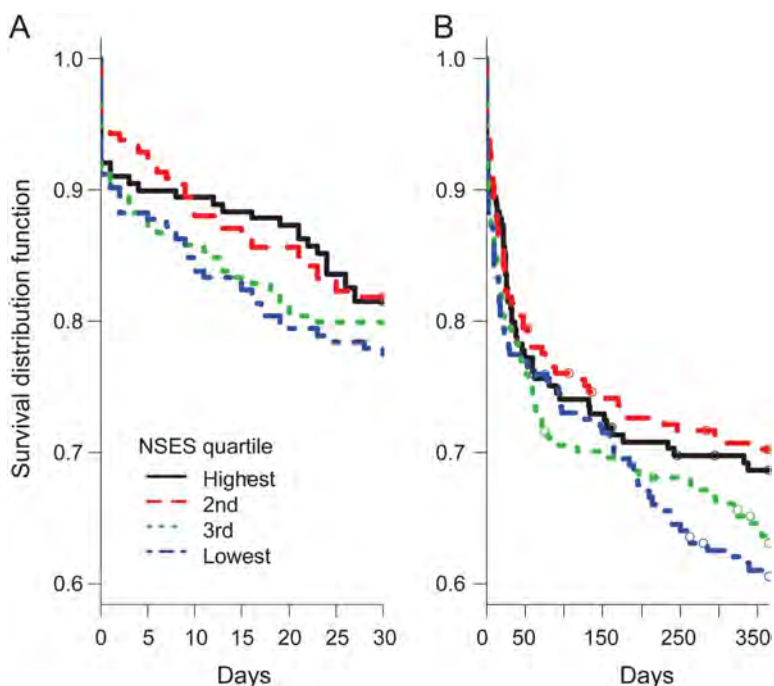 A
B
Survival distribution function
1.0
0.9
0.8
0.7
0.6
1.0
0.9
0.8
0.7
0.6
NSES quartile
Highest
2nd
3rd
Lowest
0 5 10 15 20 25 30
0 50 150 250 350
Days
Days